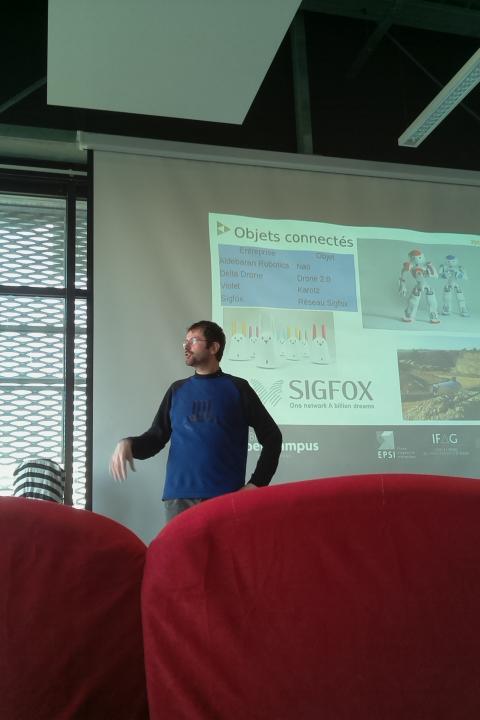 Objets connectés
Entreprise Objet
Aldebaran Robotics Nao
Delta Drone Drone 2.0
Violet Karotz
Sigfox Réseau Sigfox
SIGFOX
One network A billion dreams
mpus
EPSI
IFAG